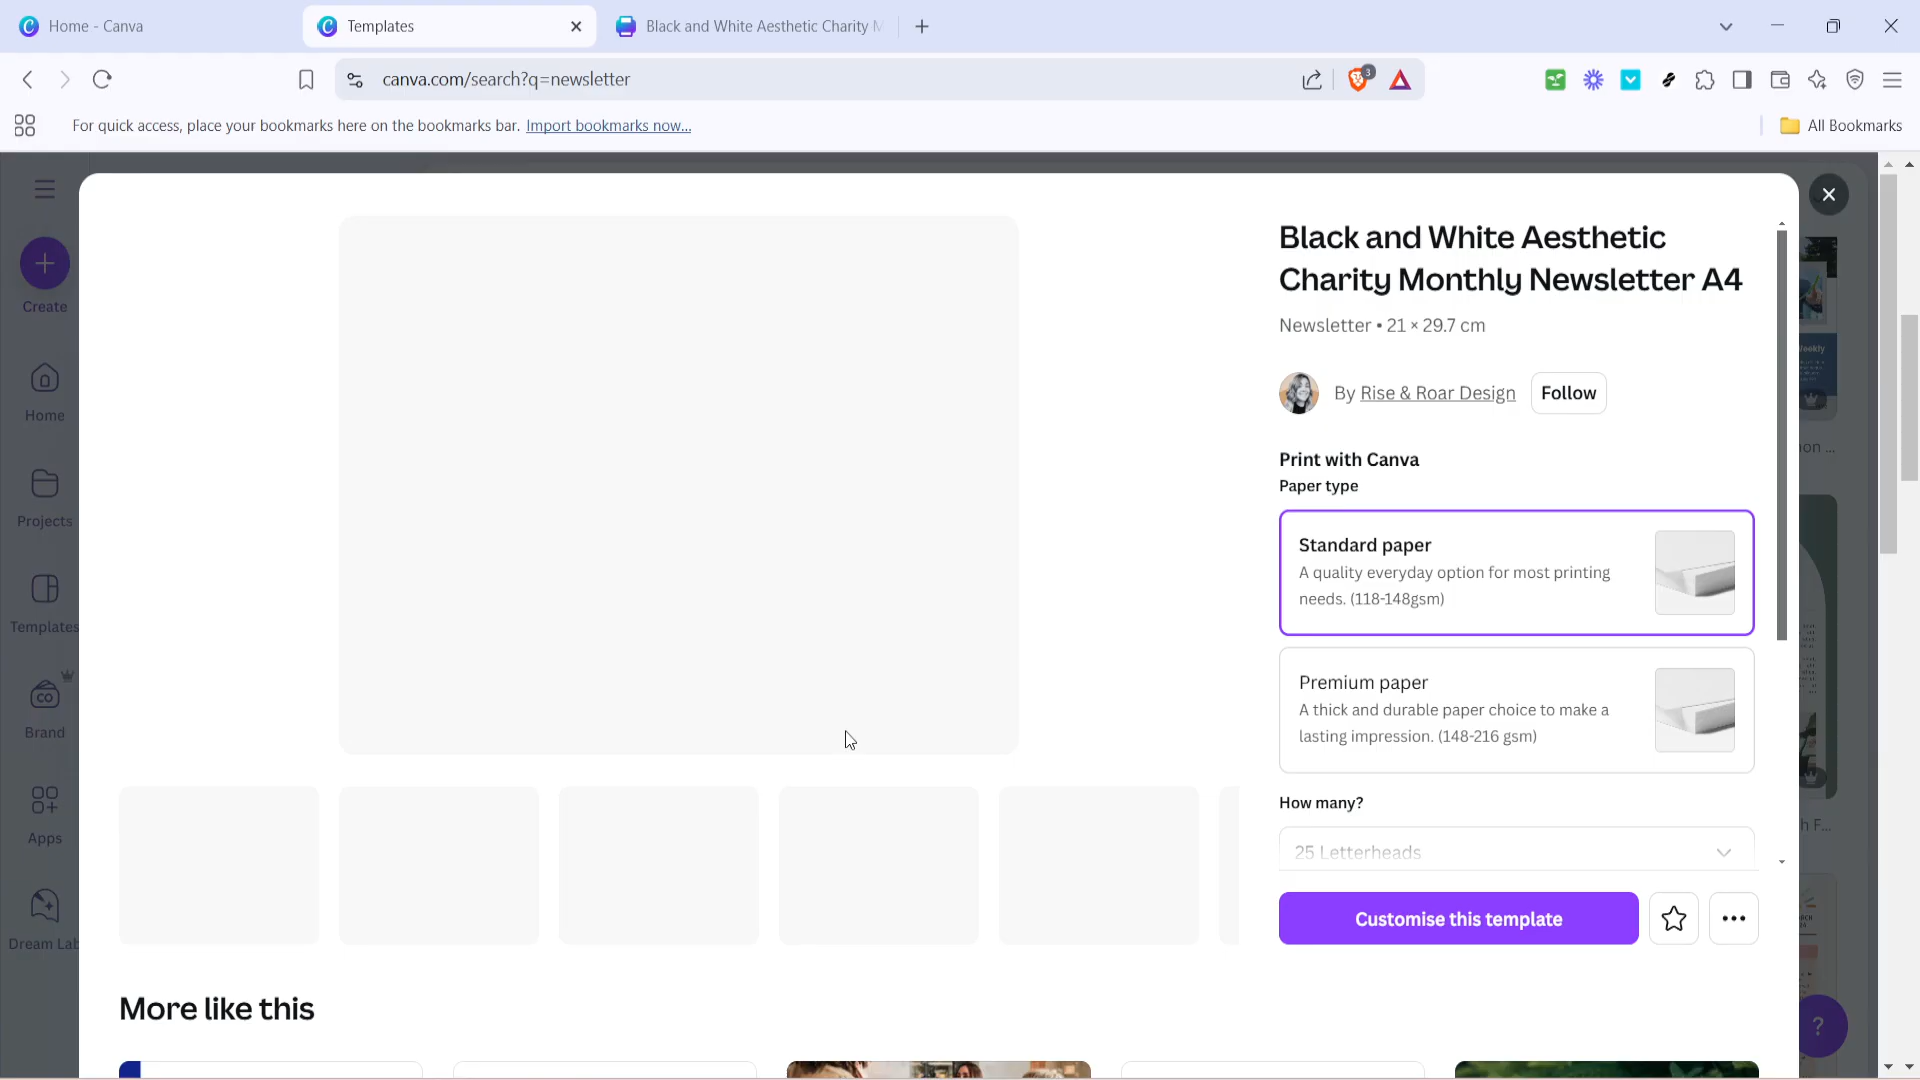 Home - Canva
Templates
Black and White Aesthetic Charity M
canva.com/search?q=newsletter
3
For quick access, place your bookmarks here on the bookmarks bar. Import bookmarks now...
All Bookmarks
Create
Home
Projects
Templates
Brand
Apps
Dream Lab
Black and White Aesthetic
Charity Monthly Newsletter A4
Newsletter • 21 × 29.7 cm
By Rise & Roar Design
Follow
Print with Canva
Paper type
Standard paper
A quality everyday option for most printing
needs. (118-148gsm)
Premium paper
A thick and durable paper choice to make a
lasting impression. (148-216 gsm)
How many?
25 Letterheads
Customise this template
More like this
Weekly
?